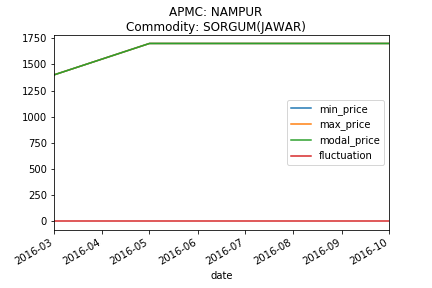 APMC: NAMPUR
Commodity: SORGUM(JAWAR)
1750
1500
1250
1000
750
500
250
0
min_price
max_price
modal_price
fluctuation
2016-03
2016-04
2016-05
2016-06
2016-07
2016-08
2016-09
2016-10
date